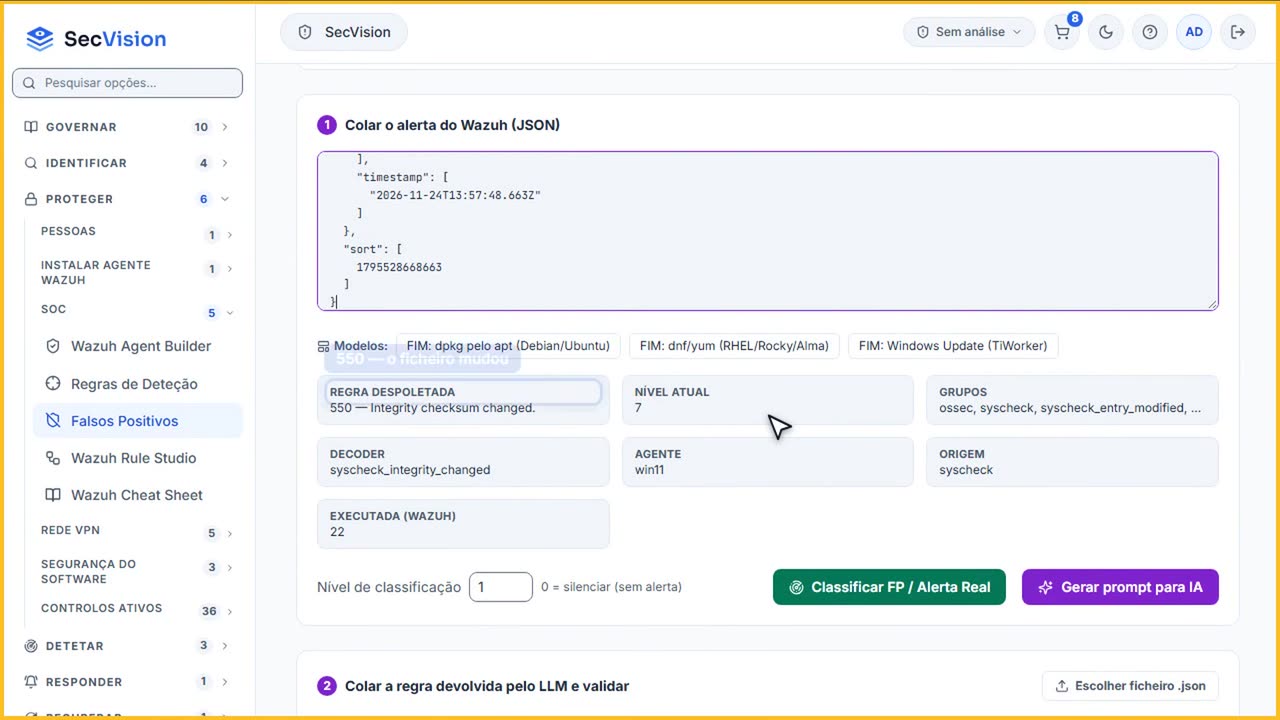 SecVision
SecVision
Sem análise
8
AD
Pesquisar opções...
GOVERNAR 10
IDENTIFICAR 4
PROTEGER 6
PESSOAS 1
INSTALAR AGENTE
WAZUH 1
SOC 5
Wazuh Agent Builder
Regras de Deteção
Falsos Positivos
Wazuh Rule Studio
Wazuh Cheat Sheet
REDE VPN 5
SEGURANÇA DO
SOFTWARE 3
CONTROLOS ATIVOS 36
DETETAR 3
RESPONDER 1
RECUPERAR 1
1 Colar o alerta do Wazuh (JSON)
],
"timestamp": [
"2026-11-24T13:57:48.663Z"
]
},
"sort": [
1795528668663
]
}
Modelos: FIM: dpkg pelo apt (Debian/Ubuntu) FIM: dnf/yum (RHEL/Rocky/Alma) FIM: Windows Update (TiWorker)
550 — o ficheiro mudou
REGRA DESPOLETADA
550 — Integrity checksum changed.
NÍVEL ATUAL
7
GRUPOS
ossec, syscheck, syscheck_entry_modified, ...
DECODER
syscheck_integrity_changed
AGENTE
win11
ORIGEM
syscheck
EXECUTADA (WAZUH)
22
Nível de classificação 1 0 = silenciar (sem alerta)
Classificar FP / Alerta Real
Gerar prompt para IA
2 Colar a regra devolvida pelo LLM e validar
Escolher ficheiro .json